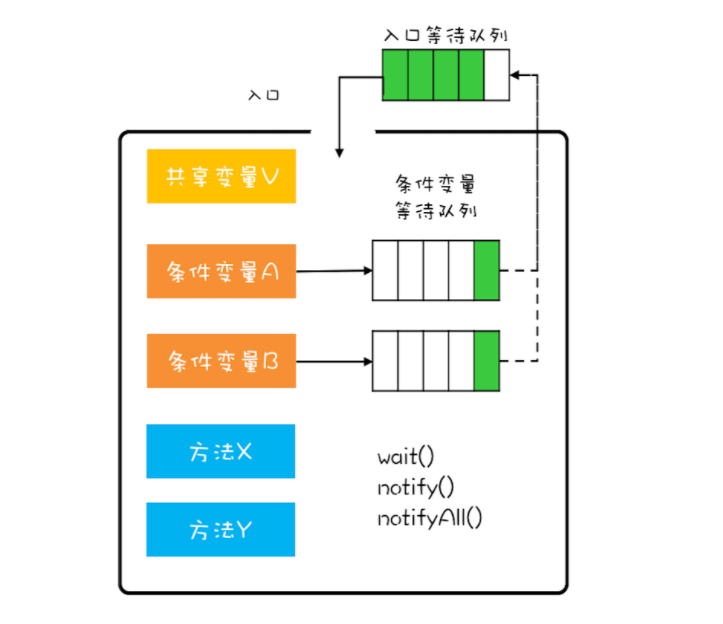 入口等待队列
入口
共享变量V
条件变量
等待队列
条件变量A
条件变量B
方法X
wait()
notify()
notifyAll()
方法Y